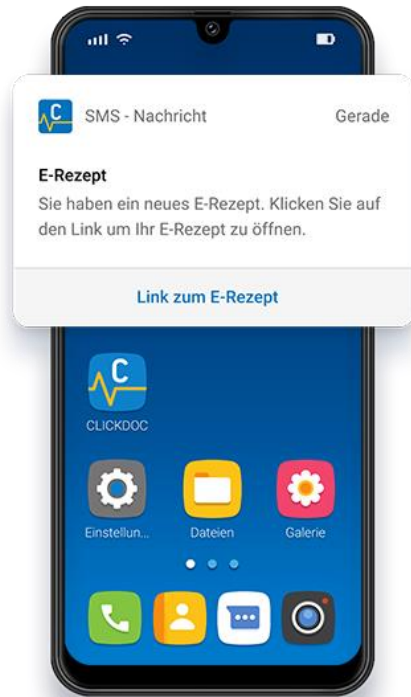 C
SMS - Nachricht
Gerade
E-Rezept
Sie haben ein neues E-Rezept. Klicken Sie auf
den Link um Ihr E-Rezept zu öffnen.
Link zum E-Rezept
C
CLICKDOC
Einstellun...
Dateien
Galerie